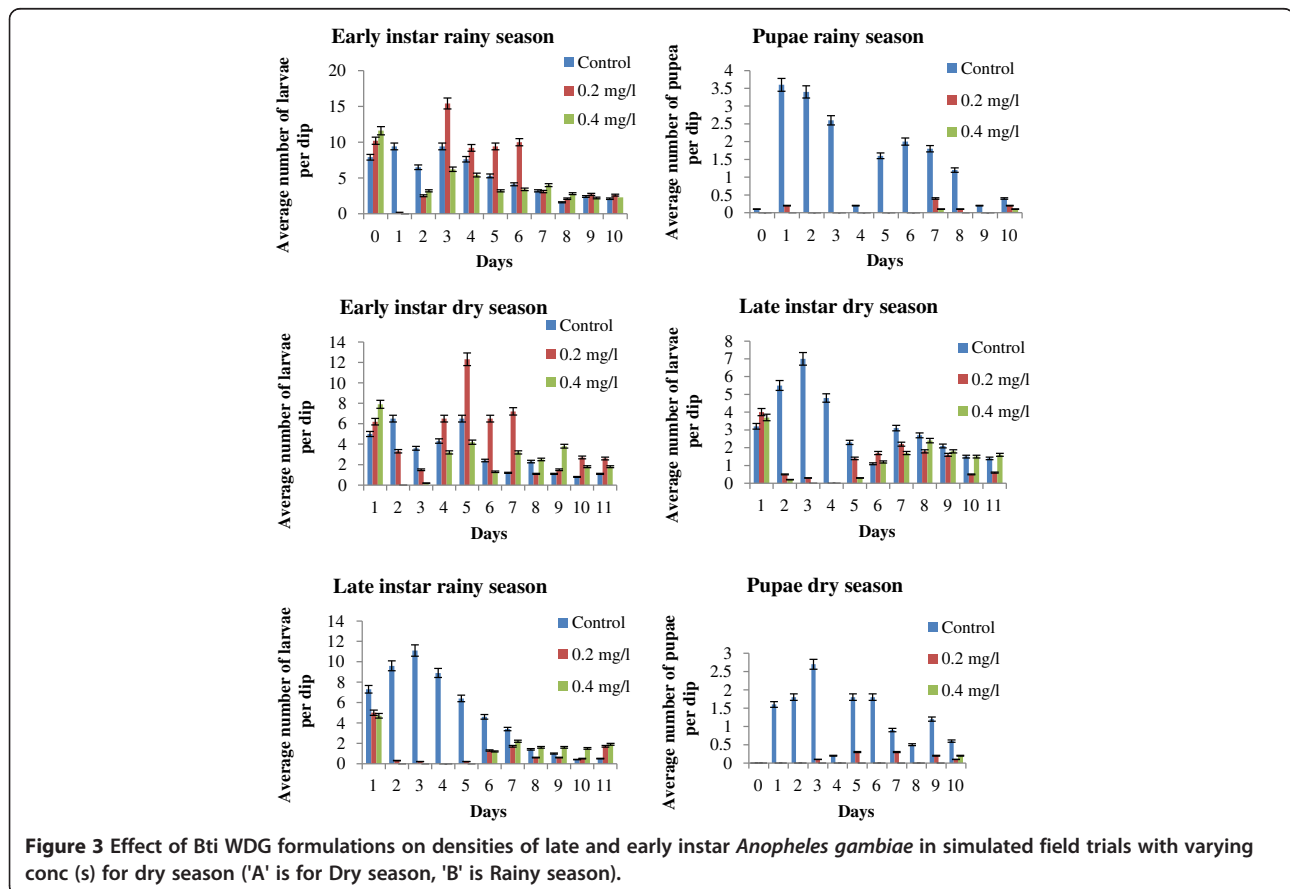 Early instar rainy season
Average number of larvae
per dip
20
15
10
5
0
Control
0.2 mg/l
0.4 mg/l
0 1 2 3 4 5 6 7 8 9 10
Days
Pupae rainy season
Average number of pupea
per dip
4
3.5
3
2.5
2
1.5
1
0.5
0
Control
0.2 mg/l
0.4 mg/l
0 1 2 3 4 5 6 7 8 9 10
Days
Early instar dry season
Average number of larvae
per dip
14
12
10
8
6
4
2
0
Control
0.2 mg/l
0.4 mg/l
1 2 3 4 5 6 7 8 9 10 11
Days
Late instar dry season
Average number of larvae
per dip
8
7
6
5
4
3
2
1
0
Control
0.2 mg/l
0.4 mg/l
1 2 3 4 5 6 7 8 9 10 11
Days
Late instar rainy season
Average number of larvae
per dip
14
12
10
8
6
4
2
0
Control
0.2 mg/l
0.4 mg/l
1 2 3 4 5 6 7 8 9 10 11
Days
Pupae dry season
Average number of pupae
per dip
3
2.5
2
1.5
1
0.5
0
Control
0.2 mg/l
0.4 mg/l
0 1 2 3 4 5 6 7 8 9 10
Days
Figure 3 Effect of Bti WDG formulations on densities of late and early instar Anopheles gambiae in simulated field trials with varying
conc (s) for dry season ('A' is for Dry season, 'B' is Rainy season).